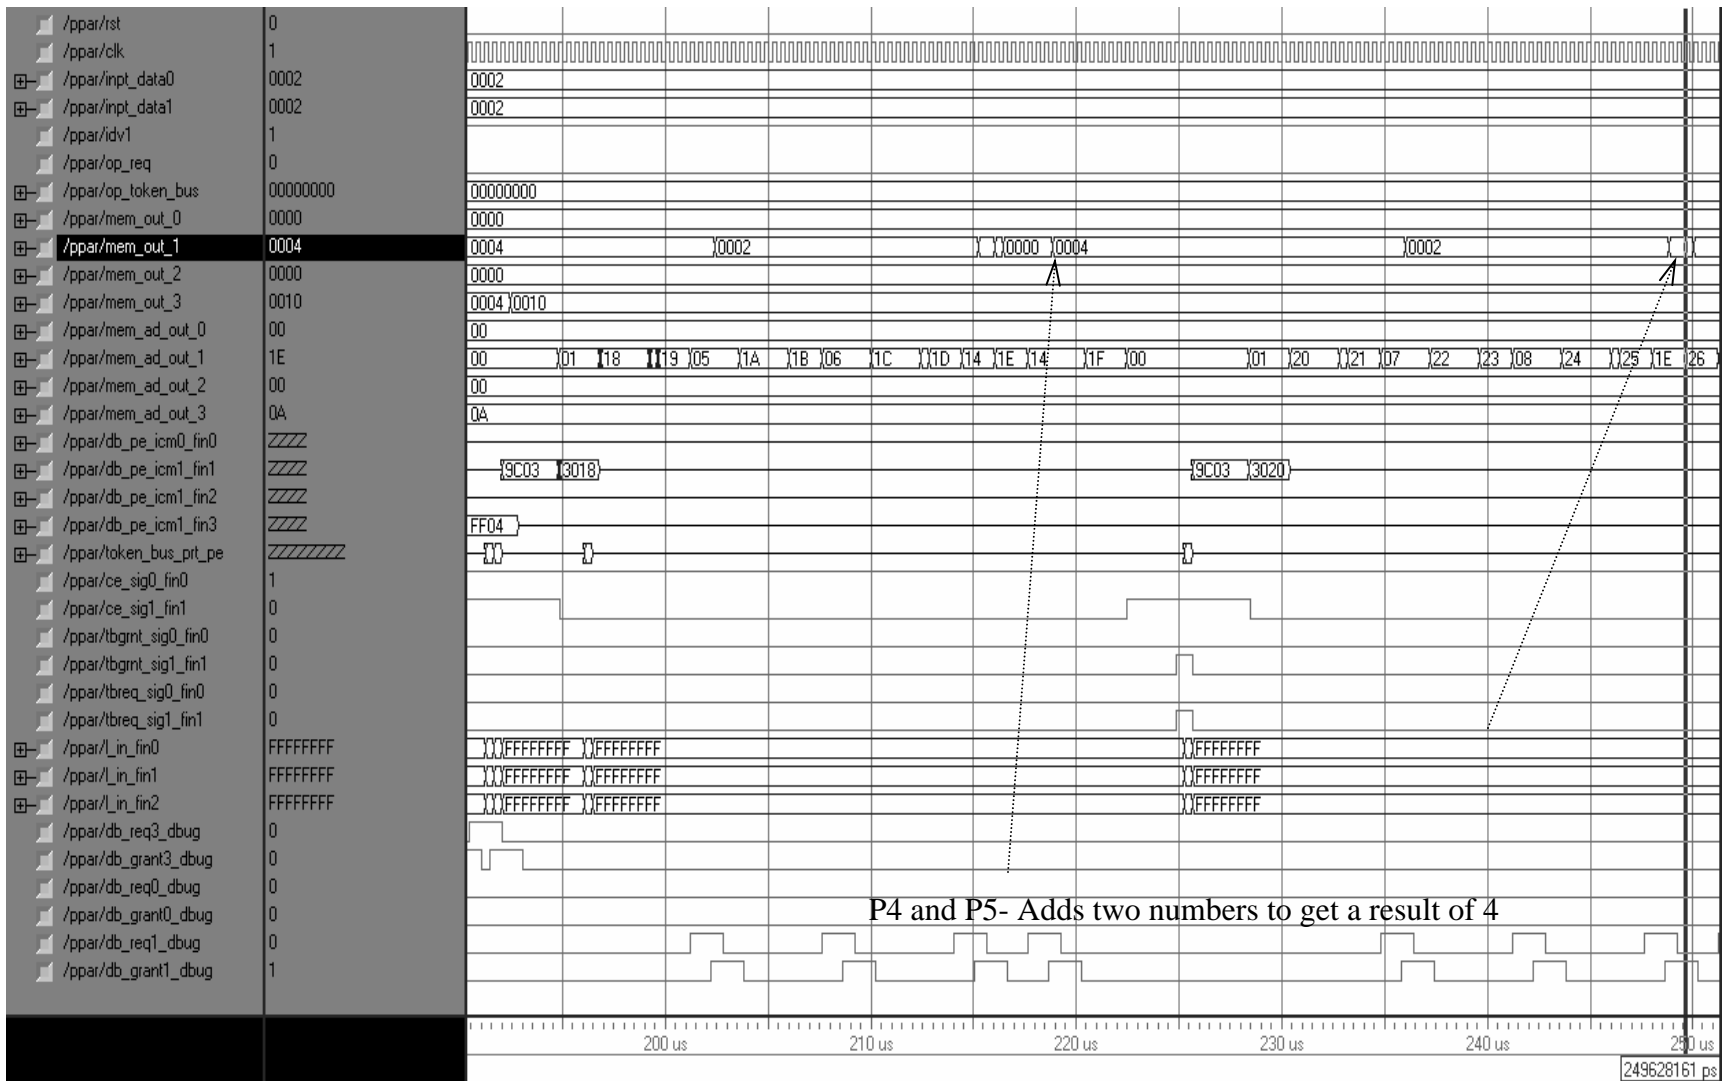 /ppar/rst 0
/ppar/clk 1
/ppar/inpt_data0 0002 0002
/ppar/inpt_data1 0002 0002
/ppar/idv1 1
/ppar/op_req 0
/ppar/op_token_bus 00000000 00000000
/ppar/mem_out_0 0000 0000
/ppar/mem_out_1 0004 0004 0002 0000 0004 0002
/ppar/mem_out_2 0000 0000
/ppar/mem_out_3 0010 0004 0010
/ppar/mem_ad_out_0 00 00
/ppar/mem_ad_out_1 1E 00 01 18 19 05 1A 1B 06 1C 1D 14 1E 14 1F 00 01 20 21 07 22 23 08 24 25 1E 26
/ppar/mem_ad_out_2 00 00
/ppar/mem_ad_out_3 0A 0A
/ppar/db_pe_icm0_fin0 ZZZZ
/ppar/db_pe_icm1_fin1 ZZZZ 9C03 3018 9C03 3020
/ppar/db_pe_icm1_fin2 ZZZZ
/ppar/db_pe_icm1_fin3 ZZZZ FF04
/ppar/token_bus_prt_pe ZZZZZZZZ
/ppar/ce_sig0_fin0 1
/ppar/ce_sig1_fin1 0
/ppar/tbgrnt_sig0_fin0 0
/ppar/tbgrnt_sig1_fin1 0
/ppar/tbreq_sig0_fin0 0
/ppar/tbreq_sig1_fin1 0
/ppar/l_in_fin0 FFFFFFFF FFFFFFFF FFFFFFFF FFFFFFFF
/ppar/l_in_fin1 FFFFFFFF FFFFFFFF FFFFFFFF FFFFFFFF
/ppar/l_in_fin2 FFFFFFFF FFFFFFFF FFFFFFFF FFFFFFFF
/ppar/db_req3_dbug 0
/ppar/db_grant3_dbug 0
/ppar/db_req0_dbug 0
/ppar/db_grant0_dbug 0
P4 and P5- Adds two numbers to get a result of 4
/ppar/db_req1_dbug 0
/ppar/db_grant1_dbug 1
200 us 210 us 220 us 230 us 240 us 250 us
249628161 ps